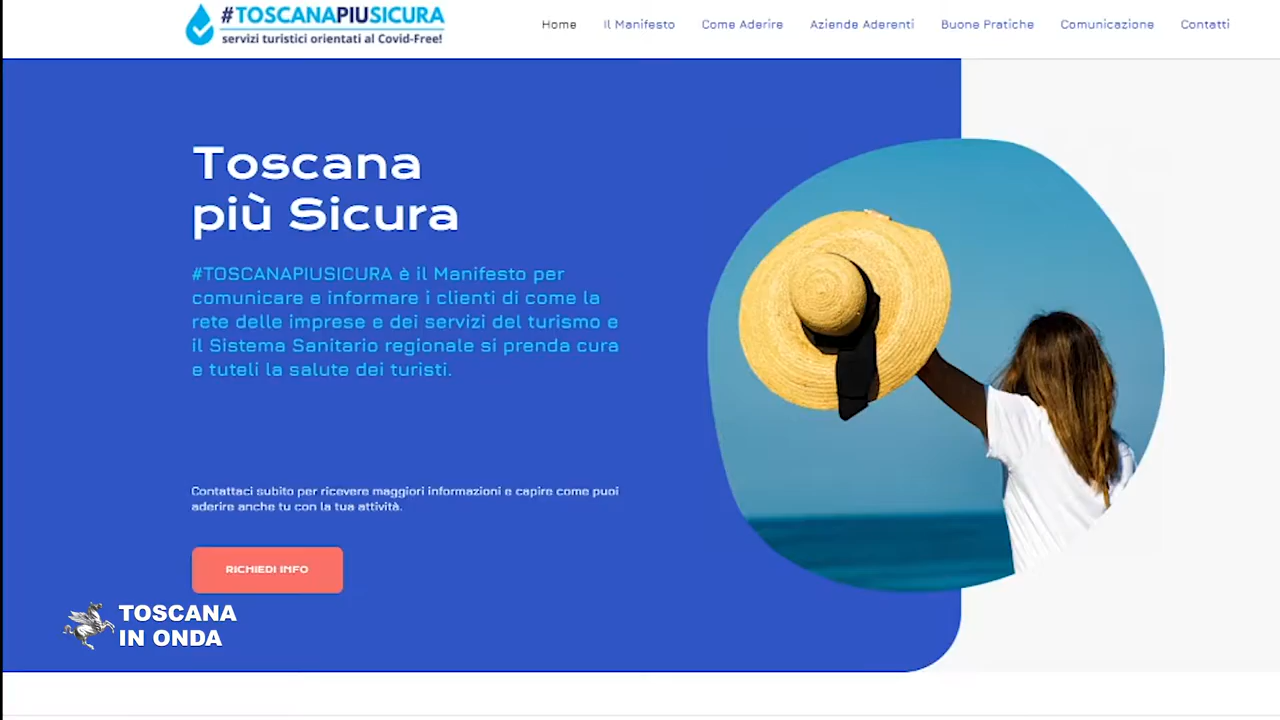 #TOSCANAPIUSICURA
servizi turistici orientati al Covid-Free!
Home Il Manifesto Come Aderire Aziende Aderenti Buone Pratiche Comunicazione Contatti
Toscana
più Sicura
#TOSCANAPIUSICURA è il Manifesto per
comunicare e informare i clienti di come la
rete delle imprese e dei servizi del turismo e
il Sistema Sanitario regionale si prenda cura
e tuteli la salute dei turisti.
Contattaci subito per ricevere maggiori informazioni e capire come puoi
aderire anche tu con la tua attività.
RICHIEDI INFO
TOSCANA
IN ONDA